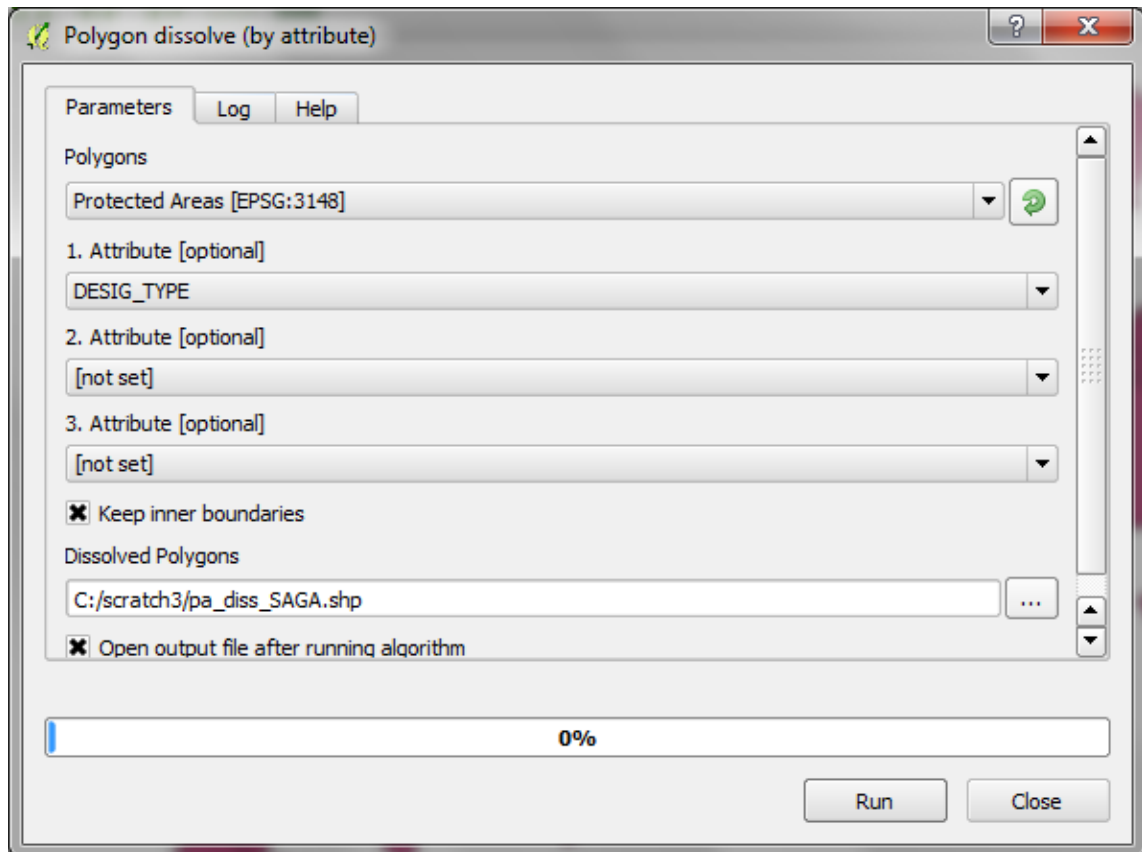 Polygon dissolve (by attribute)
Parameters Log Help
Polygons
Protected Areas [EPSG:3148]
1. Attribute [optional]
DESIG_TYPE
2. Attribute [optional]
[not set]
3. Attribute [optional]
[not set]
Keep inner boundaries
Dissolved Polygons
C:/scratch3/pa_diss_SAGA.shp
...
Open output file after running algorithm
0%
Run Close